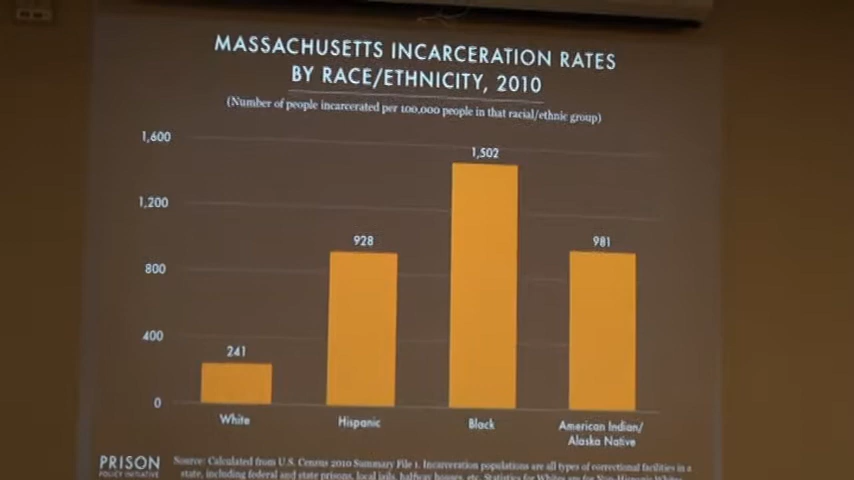 MASSACHUSETTS INCARCERATION RATES
BY RACE/ETHNICITY, 2010
(Number of people incarcerated per 100,000 people in that racial/ethnic group)
1,600
1,200
800
400
0
241
928
1,502
981
White
Hispanic
Black
American Indian/
Alaska Native
PRISON
POLICY INITIATIVE
Source: Calculated from U.S. Census 2010 Summary File 1. Incarceration populations are all types of correctional facilities in a
state, including federal and state prisons, local jails, halfway houses, etc. Statistics for Whites are for Non-Hispanic Whites